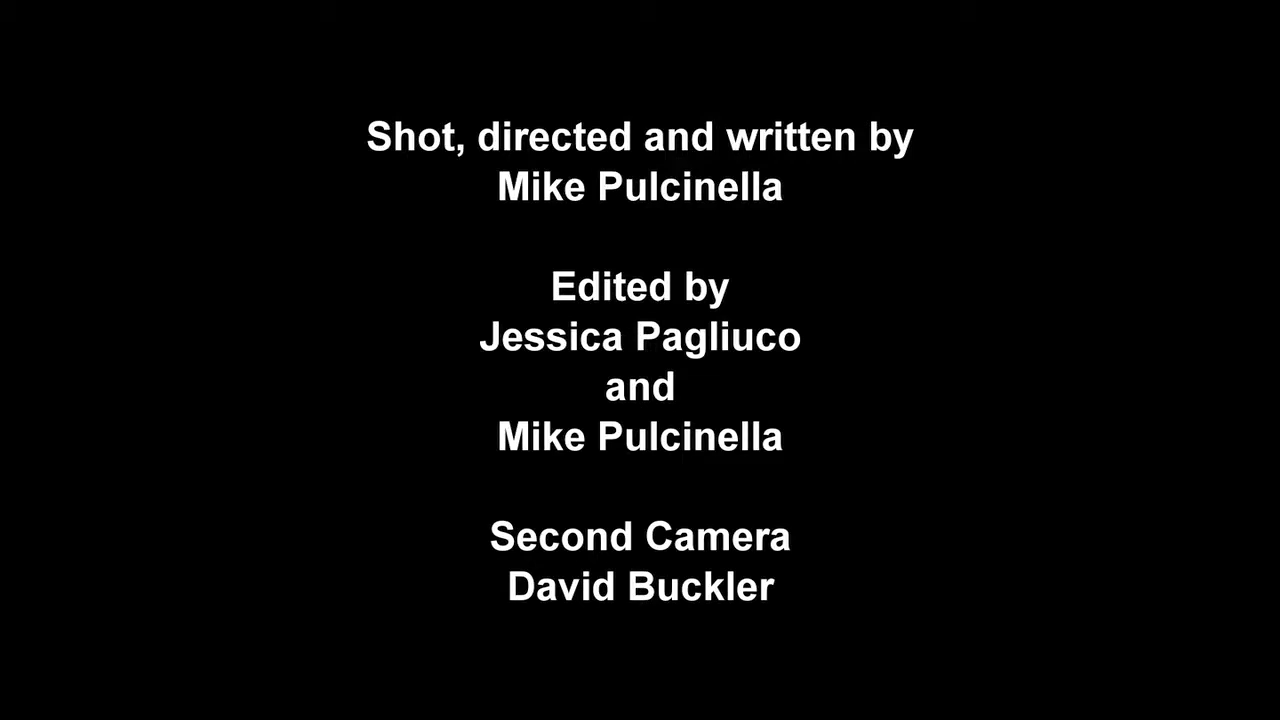 Shot, directed and written by
Mike Pulcinella
Edited by
Jessica Pagliuco
and
Mike Pulcinella
Second Camera
David Buckler